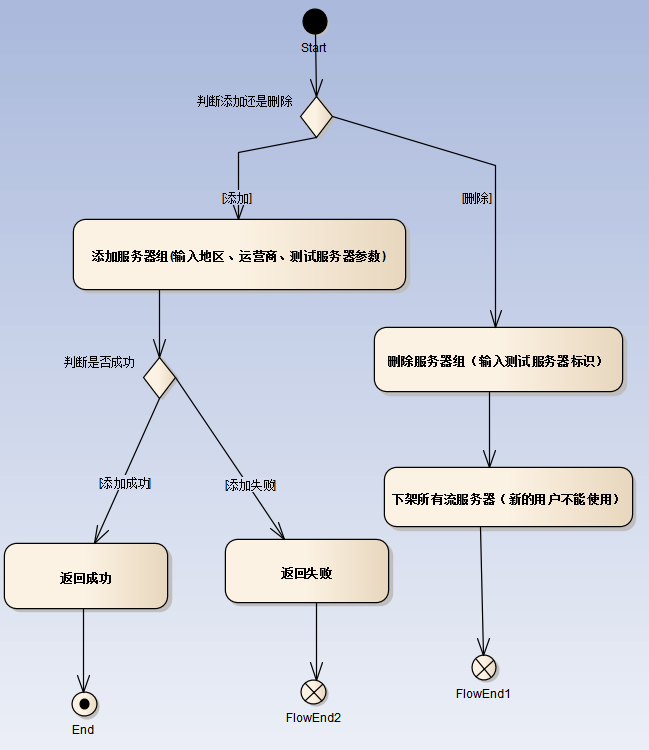 Start
判断添加还是删除
[添加]
[删除]
添加服务器组(输入地区、运营商、测试服务器参数)
判断是否成功
删除服务器组（输入测试服务器标识）
[添加成功]
[添加失败]
下架所有流服务器（新的用户不能使用）
返回成功
返回失败
FlowEnd1
FlowEnd2
End